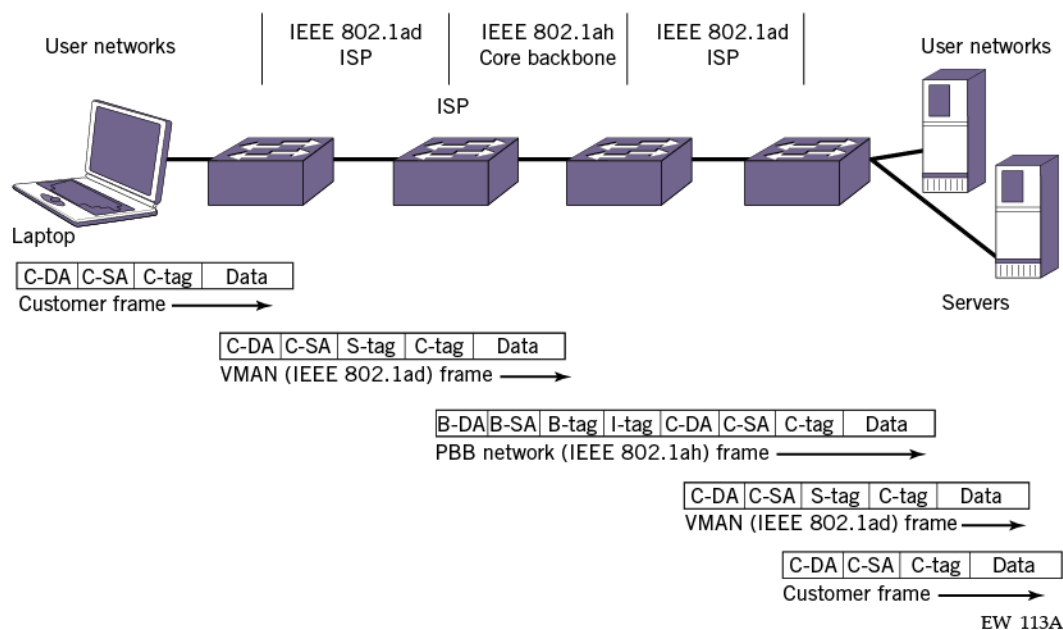 User networks
IEEE 802.1ad
ISP
IEEE 802.1ah
Core backbone
IEEE 802.1ad
ISP
User networks
ISP
Laptop
Servers
C-DA C-SA C-tag Data
Customer frame
C-DA C-SA S-tag C-tag Data
VMAN (IEEE 802.1ad) frame
B-DA B-SA B-tag I-tag C-DA C-SA C-tag Data
PBB network (IEEE 802.1ah) frame
C-DA C-SA S-tag C-tag Data
VMAN (IEEE 802.1ad) frame
C-DA C-SA C-tag Data
Customer frame
EW 113A